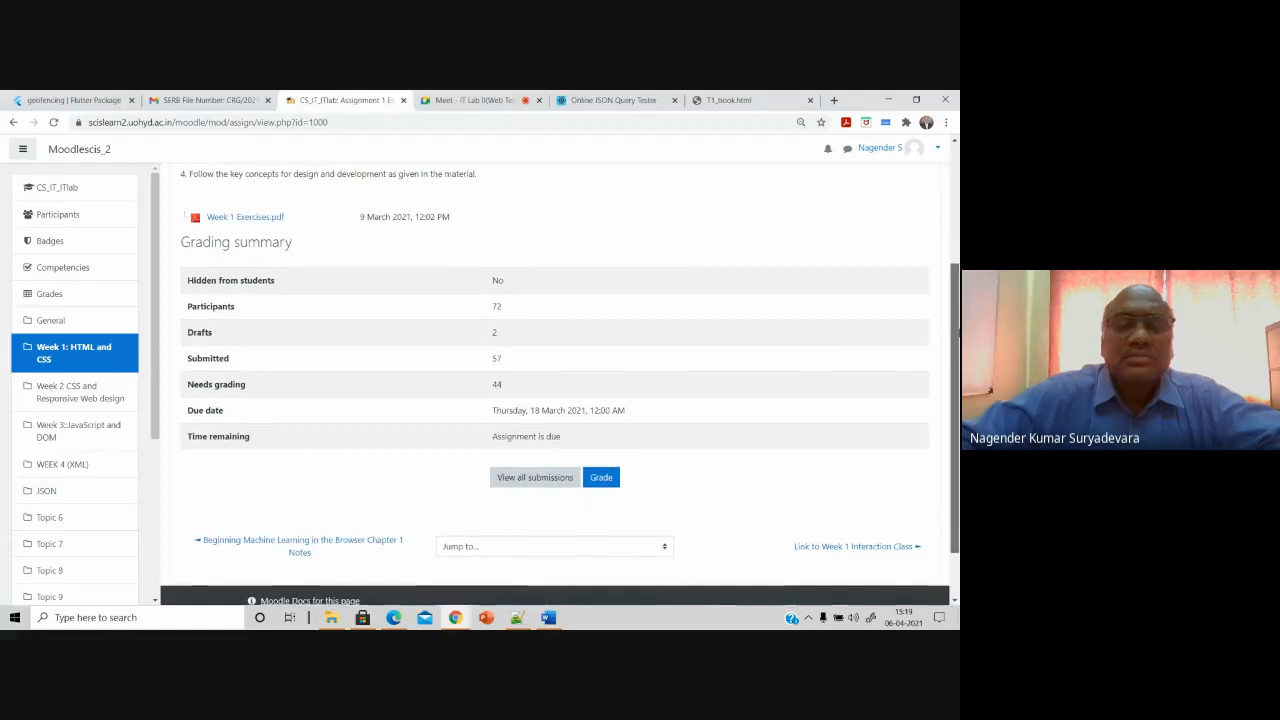 geofencing | Flutter Package
SERB File Number: CRG/202
CS_IT_ITlab: Assignment 1 E
Meet - IT Lab II(Web Te
Online JSON Query Tester
T1_book.html
scislearn2.uohyd.ac.in/moodle/mod/assign/view.php?id=1000
Moodlescis_2
Nagender S
CS_IT_ITlab
Participants
Badges
Competencies
Grades
General
Week 1: HTML and
CSS
Week 2 CSS and
Responsive Web design
Week 3::JavaScript and
DOM
WEEK 4 (XML)
JSON
Topic 6
Topic 7
Topic 8
Topic 9
4. Follow the key concepts for design and development as given in the material.
Week 1 Exercises.pdf 9 March 2021, 12:02 PM
Grading summary
Hidden from students No
Participants 72
Drafts 2
Submitted 57
Needs grading 44
Due date Thursday, 18 March 2021, 12:00 AM
Time remaining Assignment is due
View all submissions Grade
◄ Beginning Machine Learning in the Browser Chapter 1
Notes
Jump to...
Link to Week 1 Interaction Class ►
Moodle Docs for this page
Nagender Kumar Suryadevara
Type here to search
15:19
06-04-2021